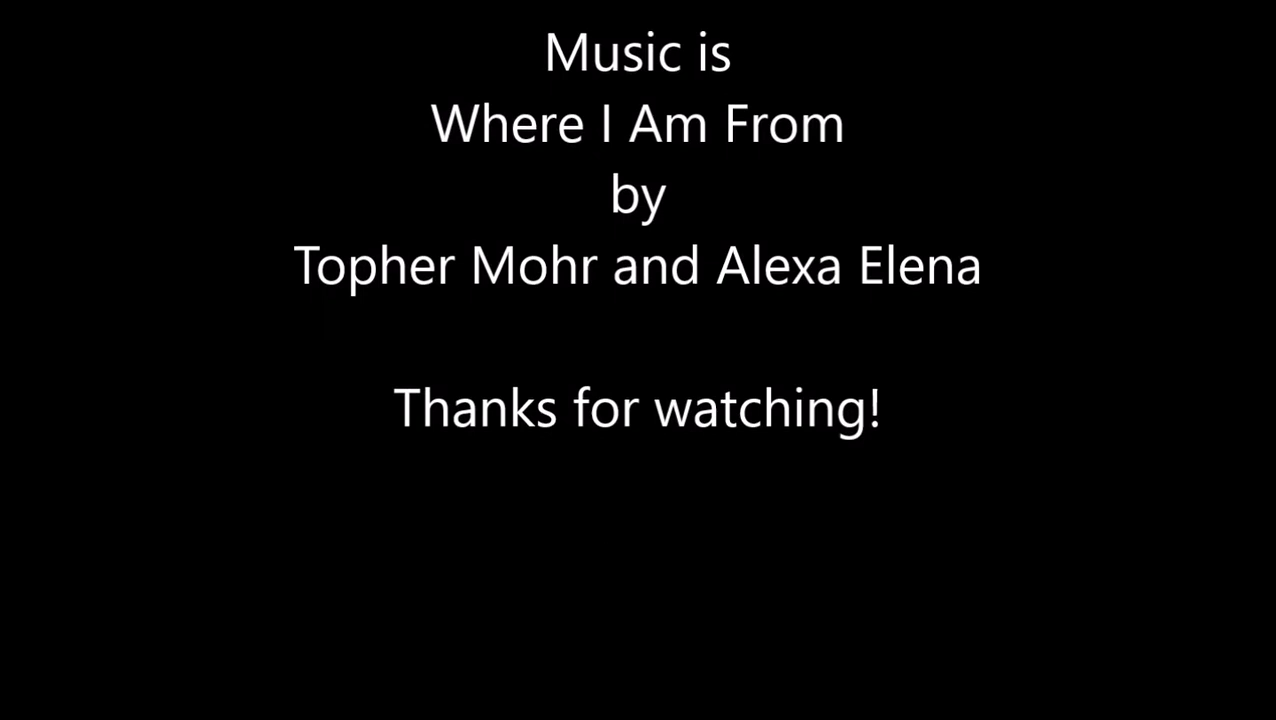 Music is
Where I Am From
by
Topher Mohr and Alexa Elena
Thanks for watching!